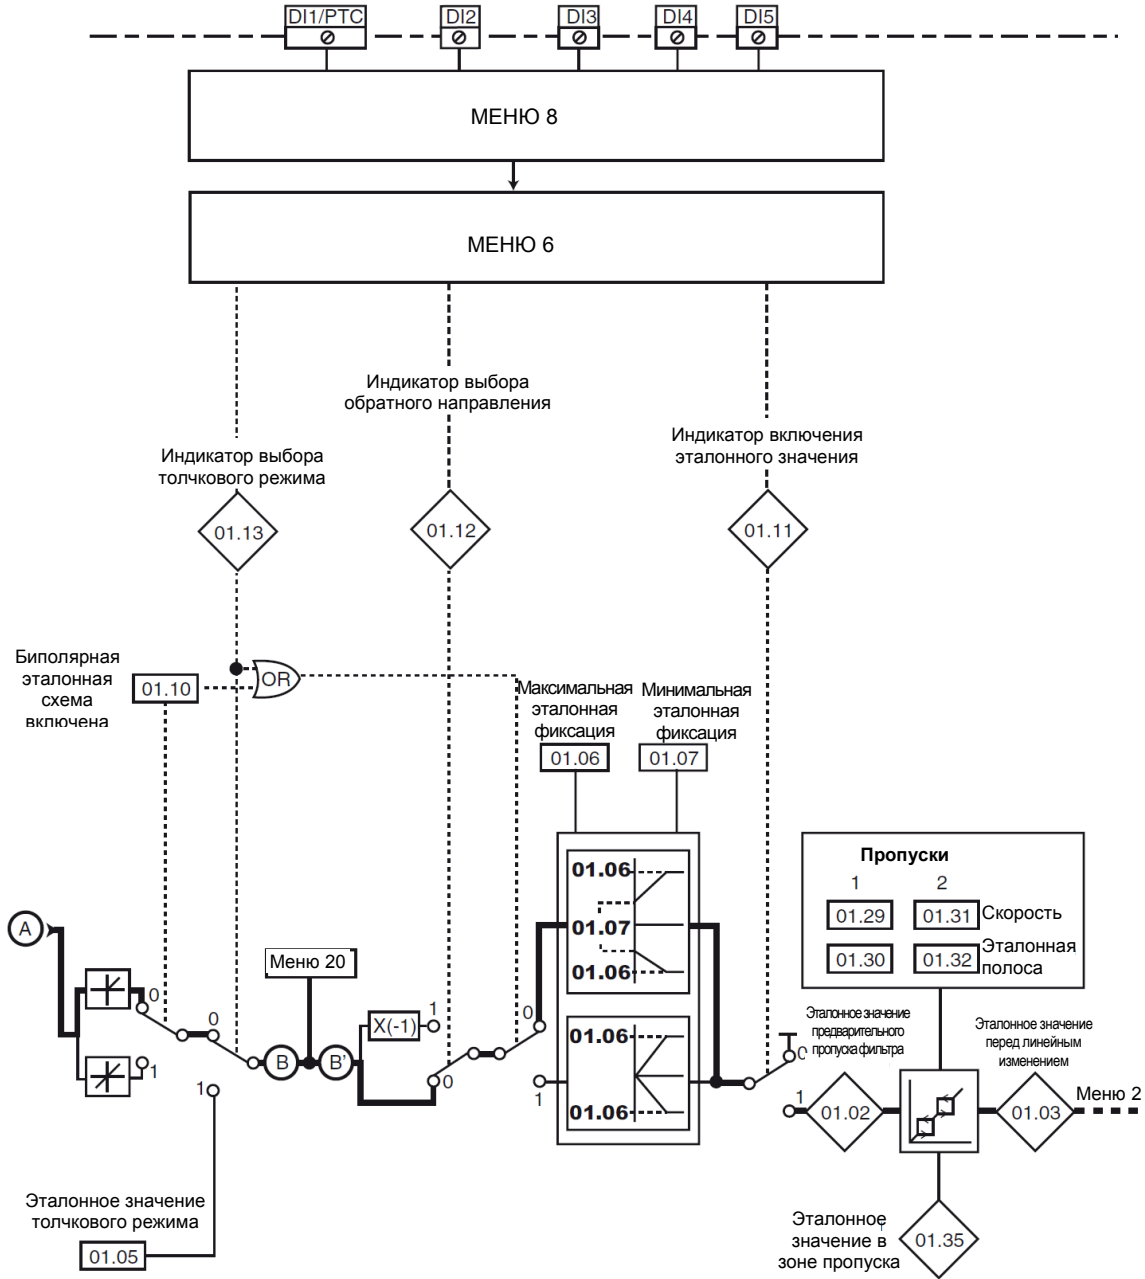 DI1/PTC DI2 DI3 DI4 DI5
МЕНЮ 8
МЕНЮ 6
Индикатор выбора
обратного направления
Индикатор выбора
толчкового режима
Индикатор включения
эталонного значения
01.13
01.12
01.11
Биполярная
эталонная
схема
включена
01.10
OR
Максимальная
эталонная
фиксация
01.06
Минимальная
эталонная
фиксация
01.07
01.06
01.07
01.06
01.06
01.06
Пропуски
1 2
01.29 01.31 Скорость
01.30 01.32 Эталонная
полоса
A
0
1
0
1
Меню 20
B
B'
X(-1)
1
0
0
1
0
1
Эталонное значение
предварительного
пропуска фильтра
01.02
Эталонное значение
перед линейным
изменением
01.03
Меню 2
Эталонное значение
толчкового режима
01.05
Эталонное
значение в
зоне пропуска
01.35